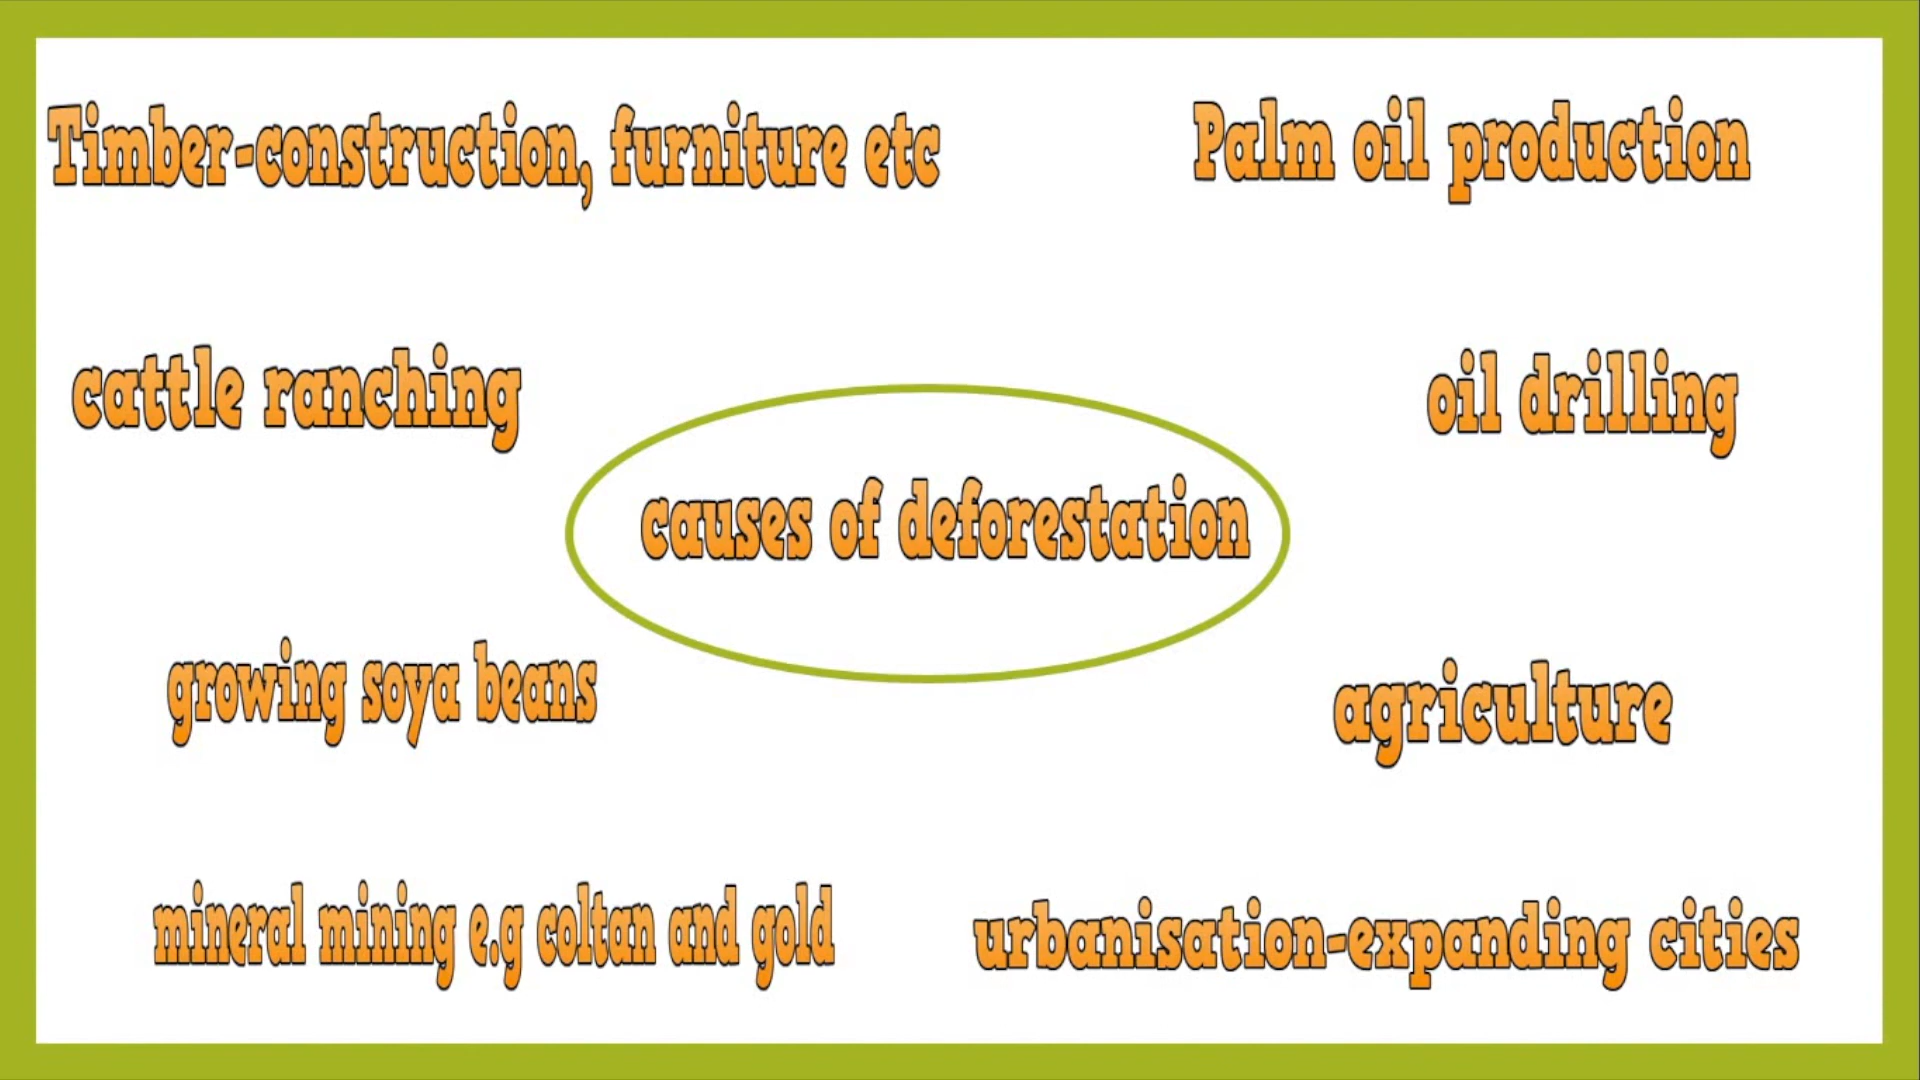 Timber-construction, furniture etc
Palm oil production
cattle ranching
oil drilling
causes of deforestation
growing soya beans
agriculture
mineral mining e.g coltan and gold
urbanisation-expanding cities